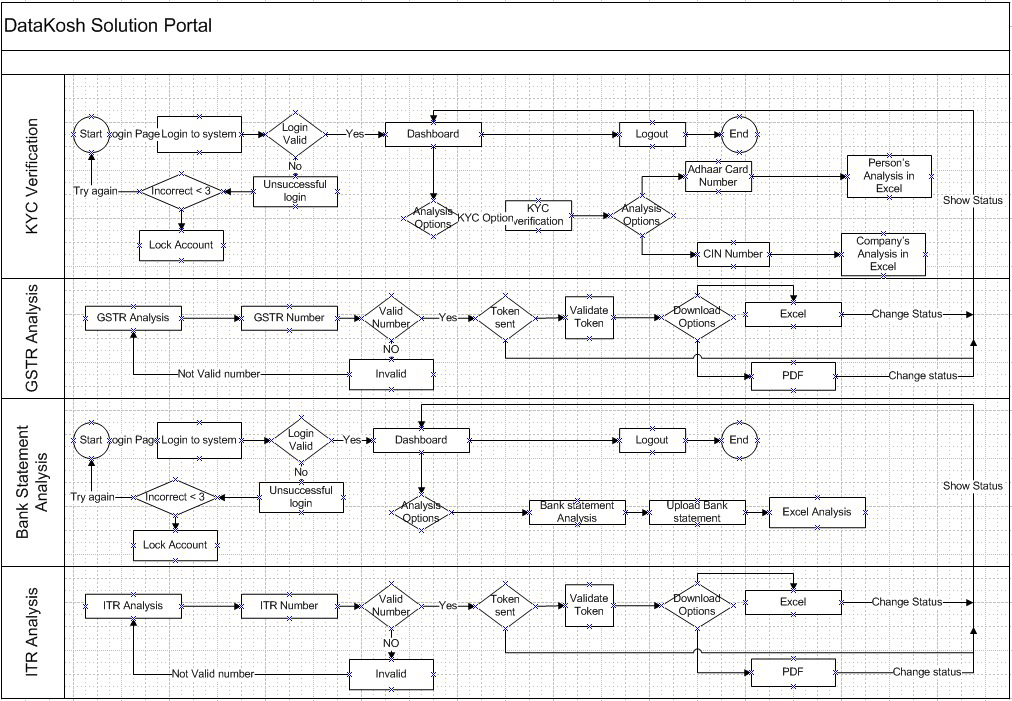 DataKosh Solution Portal
KYC Verification
Start
ogin Page
Login to system
Login
Valid
Yes
Dashboard
Logout
End
No
Try again
Incorrect < 3
Unsuccessful
login
Lock Account
Analysis
Options
KYC Option
KYC
verification
Analysis
Options
Adhaar Card
Number
Person's
Analysis in
Excel
Show Status
CIN Number
Company's
Analysis in
Excel
GSTR Analysis
GSTR Analysis
GSTR Number
Valid
Number
Yes
Token
sent
Validate
Token
Download
Options
Excel
Change Status
NO
Not Valid number
Invalid
PDF
Change status
Bank Statement
Analysis
Start
ogin Page
Login to system
Login
Valid
Yes
Dashboard
Logout
End
No
Try again
Incorrect < 3
Unsuccessful
login
Lock Account
Analysis
Options
Bank statement
Analysis
Upload Bank
statement
Excel Analysis
Show Status
ITR Analysis
ITR Analysis
ITR Number
Valid
Number
Yes
Token
sent
Validate
Token
Download
Options
Excel
Change Status
NO
Not Valid number
Invalid
PDF
Change status